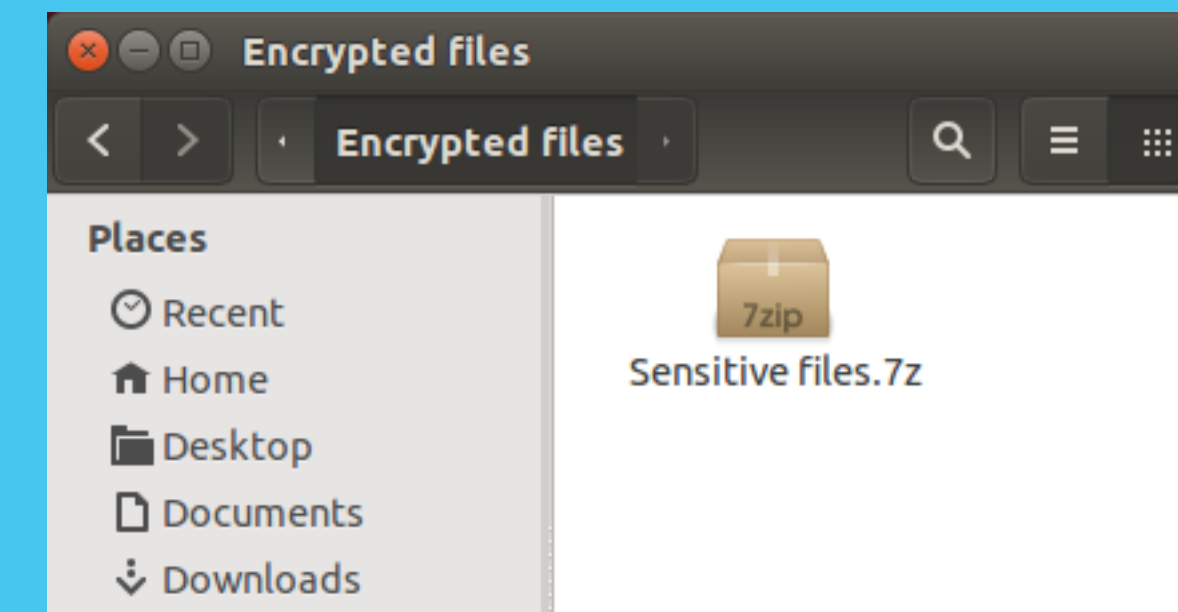 Encrypted files
Encrypted files
Places
Recent
Home
Desktop
Documents
Downloads
7zip
Sensitive files.7z